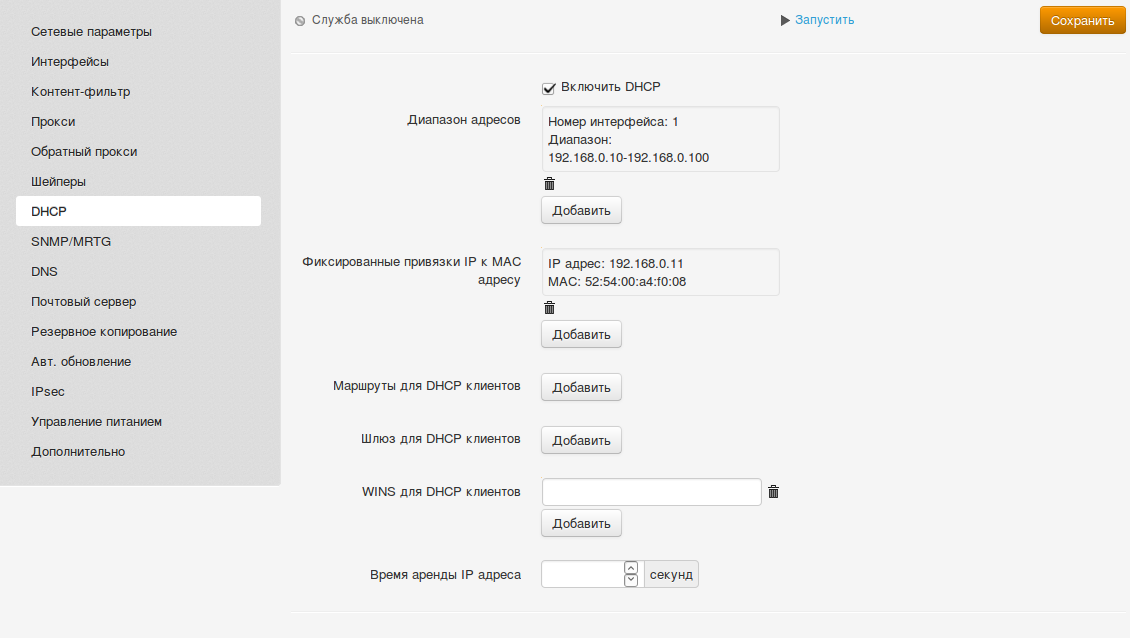 Сетевые параметры
Интерфейсы
Контент-фильтр
Прокси
Обратный прокси
Шейперы
DHCP
SNMP/MRTG
DNS
Почтовый сервер
Резервное копирование
Авт. обновление
IPsec
Управление питанием
Дополнительно
Служба выключена
Запустить
Сохранить
Включить DHCP
Диапазон адресов
Номер интерфейса: 1
Диапазон:
192.168.0.10-192.168.0.100
Добавить
Фиксированные привязки IP к MAC
адресу
IP адрес: 192.168.0.11
MAC: 52:54:00:a4:f0:08
Добавить
Маршруты для DHCP клиентов
Добавить
Шлюз для DHCP клиентов
Добавить
WINS для DHCP клиентов
Добавить
Время аренды IP адреса
секунд